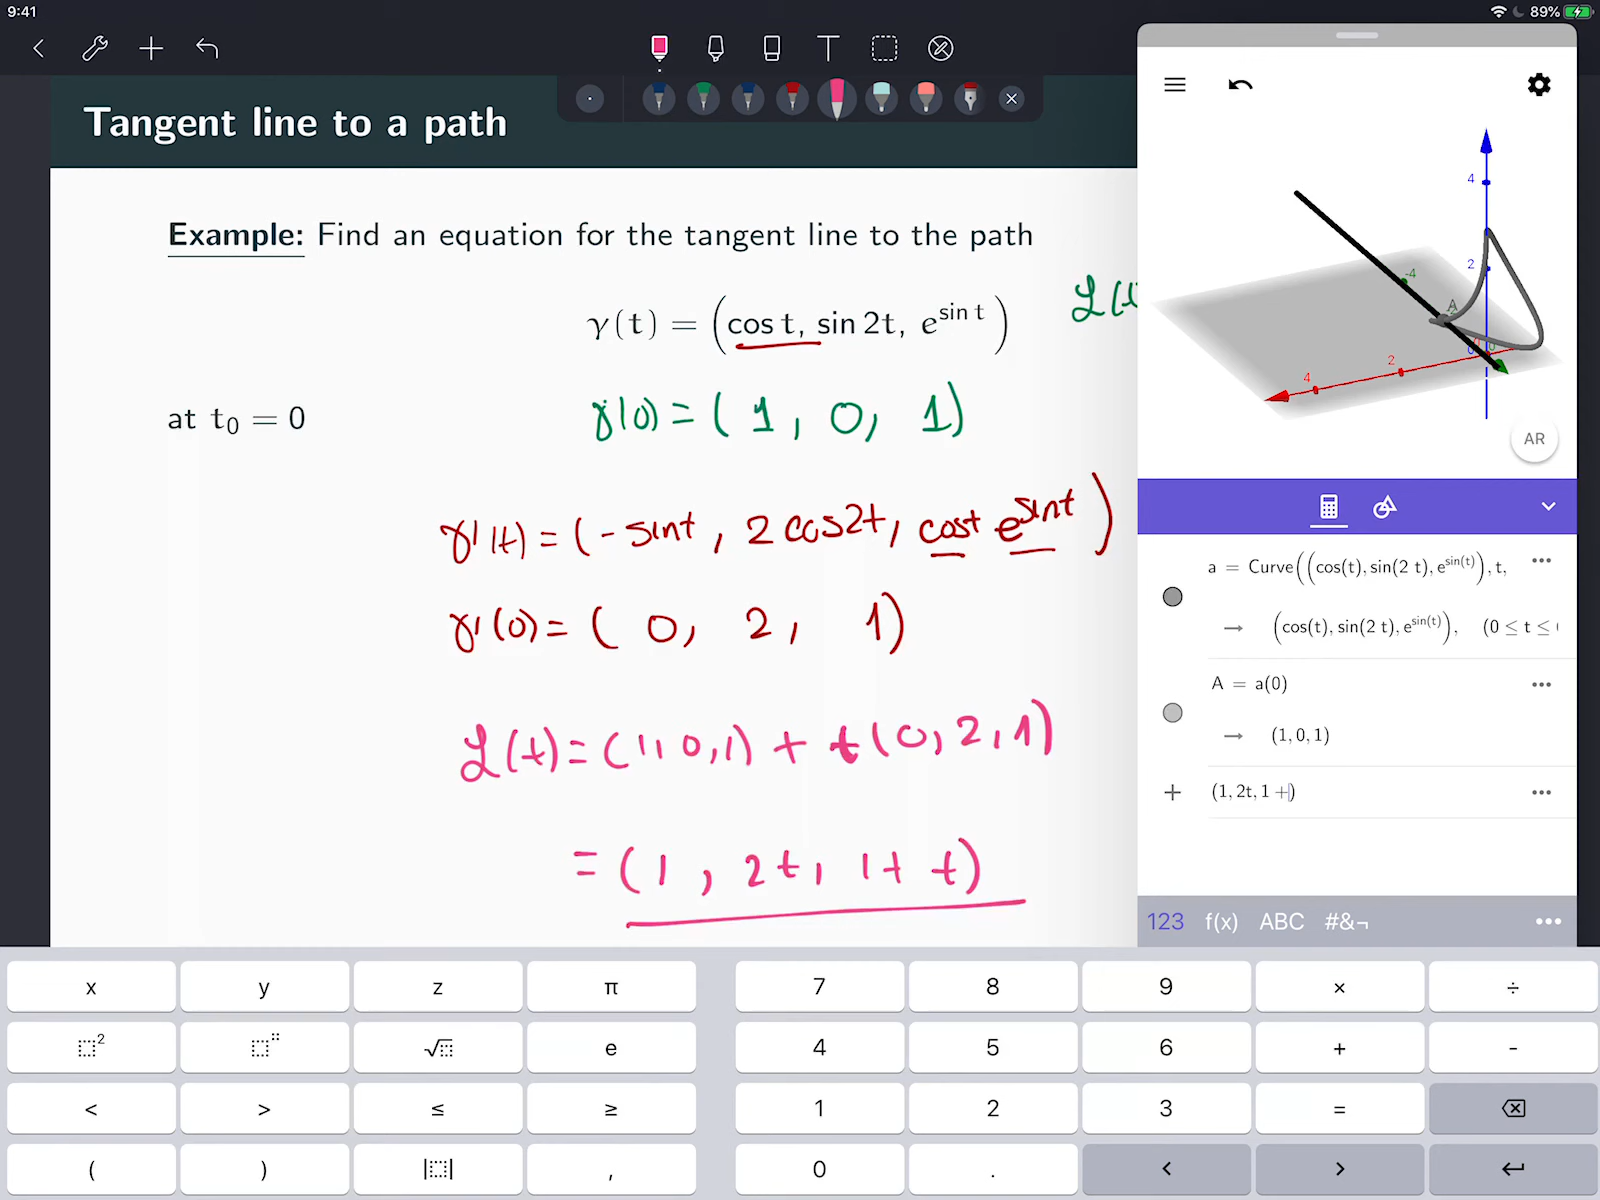 9:41
89%
Tangent line to a path
Example: Find an equation for the tangent line to the path
γ(t) = (cos t, sin 2t, e^{sin t})
ℒ(t
at t₀ = 0
γ(0) = (1, 0, 1)
γ'(t) = (-sint, 2cos2t, cost e^{sint})
γ'(0) = (0, 2, 1)
ℒ(t) = (1,0,1) + t(0,2,1)
= (1, 2t, 1+t)
4
2
-4
A
2
4
0
AR
a = Curve((cos(t), sin(2 t), e^{sin(t)}), t,
→ (cos(t), sin(2 t), e^{sin(t)}), (0 ≤ t ≤
A = a(0)
→ (1, 0, 1)
+ (1, 2t, 1 +)
123 f(x) ABC #&¬
x y z π 7 8 9 × ÷
□² □^□ √□ e 4 5 6 + -
< > ≤ ≥ 1 2 3 =
( ) |□| , 0 . < >